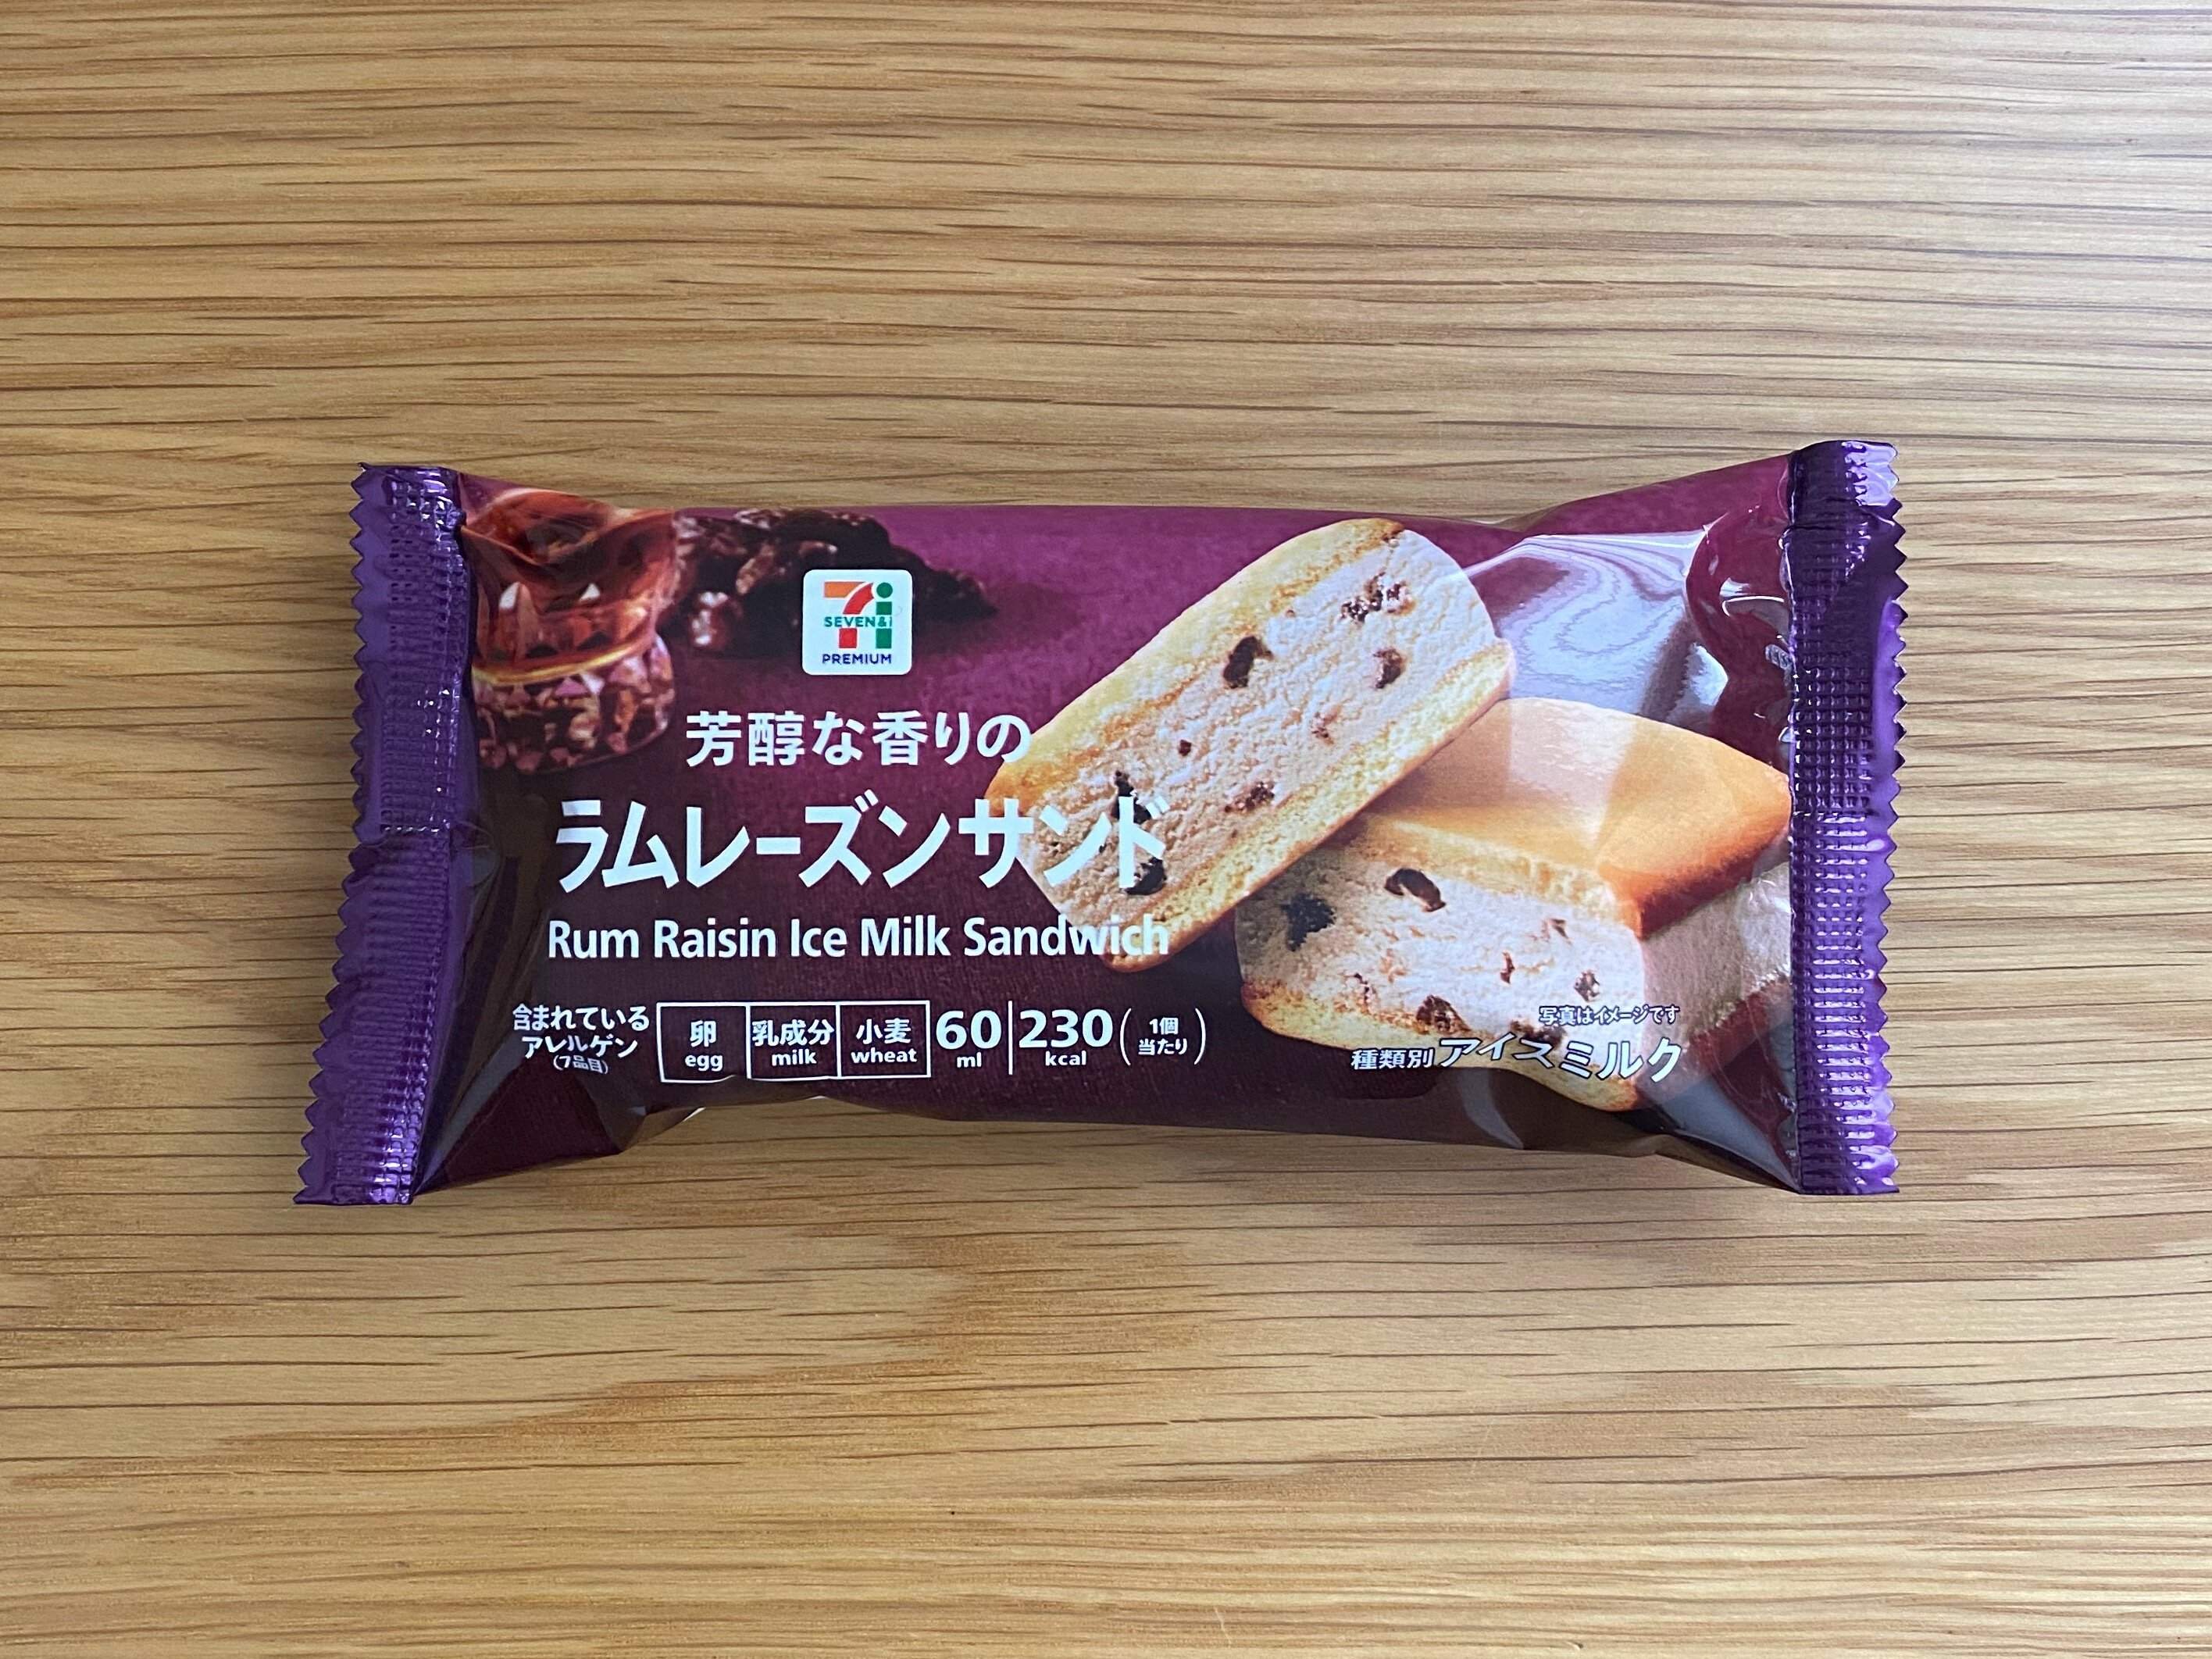 7i
SEVEN&i
PREMIUM
芳醇な香りの
ラムレーズンサンド
Rum Raisin Ice Milk Sandwich
含まれている
アレルゲン
(7品目)
卵
egg
乳成分
milk
小麦
wheat
60
ml
230
kcal
(1個
当たり)
写真はイメージです
種類別アイスミルク